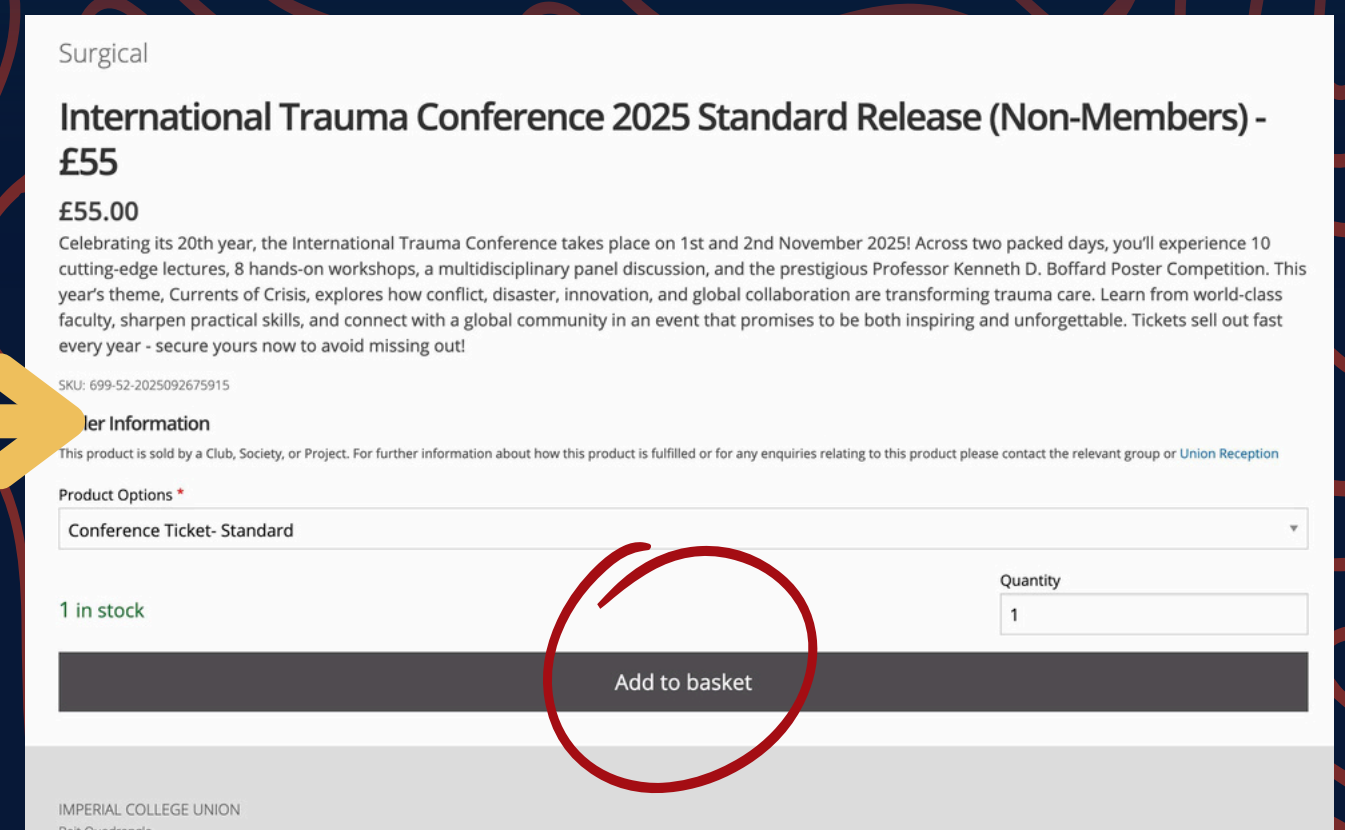 Surgical
International Trauma Conference 2025 Standard Release (Non-Members) -
£55
£55.00
Celebrating its 20th year, the International Trauma Conference takes place on 1st and 2nd November 2025! Across two packed days, you'll experience 10
cutting-edge lectures, 8 hands-on workshops, a multidisciplinary panel discussion, and the prestigious Professor Kenneth D. Boffard Poster Competition. This
year's theme, Currents of Crisis, explores how conflict, disaster, innovation, and global collaboration are transforming trauma care. Learn from world-class
faculty, sharpen practical skills, and connect with a global community in an event that promises to be both inspiring and unforgettable. Tickets sell out fast
every year - secure yours now to avoid missing out!
SKU: 699-52-2025092675915
Information
This product is sold by a Club, Society, or Project. For further information about how this product is fulfilled or for any enquiries relating to this product please contact the relevant group or Union Reception
Product Options *
Conference Ticket- Standard
Quantity
1 in stock
1
Add to basket
IMPERIAL COLLEGE UNION